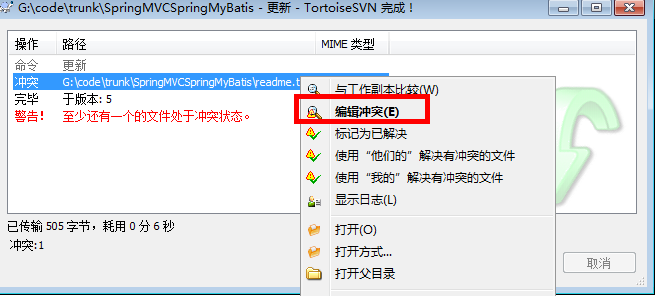 G:\code\trunk\SpringMVCSpringMyBatis - 更新 - TortoiseSVN 完成！
操作 路径 MIME 类型
命令 更新
冲突 G:\code\trunk\SpringMVCSpringMyBatis\readme.t
完毕 于版本: 5
警告! 至少还有一个的文件处于冲突状态。
与工作副本比较(W)
编辑冲突(E)
标记为已解决
使用“他们的”解决有冲突的文件
使用“我的”解决有冲突的文件
显示日志(L)
打开(O)
打开方式...
打开父目录
已传输 505 字节，耗用 0 分 6 秒
冲突:1
取消